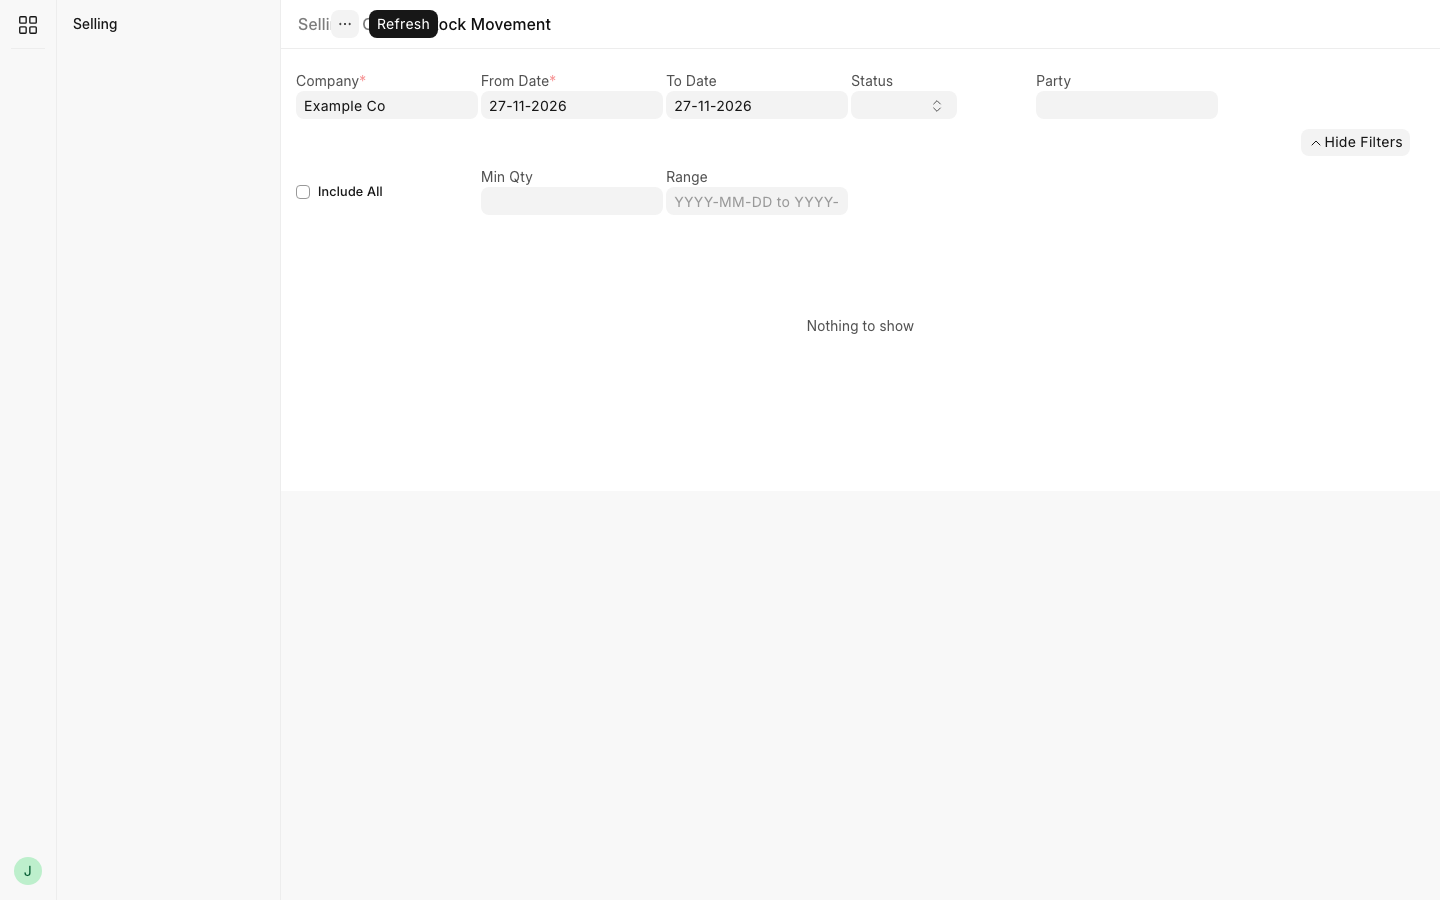 Selling
Selli
Refresh
ock Movement
Company*
From Date*
To Date
Status
Party
Example Co
27-11-2026
27-11-2026
Hide Filters
Include All
Min Qty
Range
YYYY-MM-DD to YYYY-
Nothing to show
J